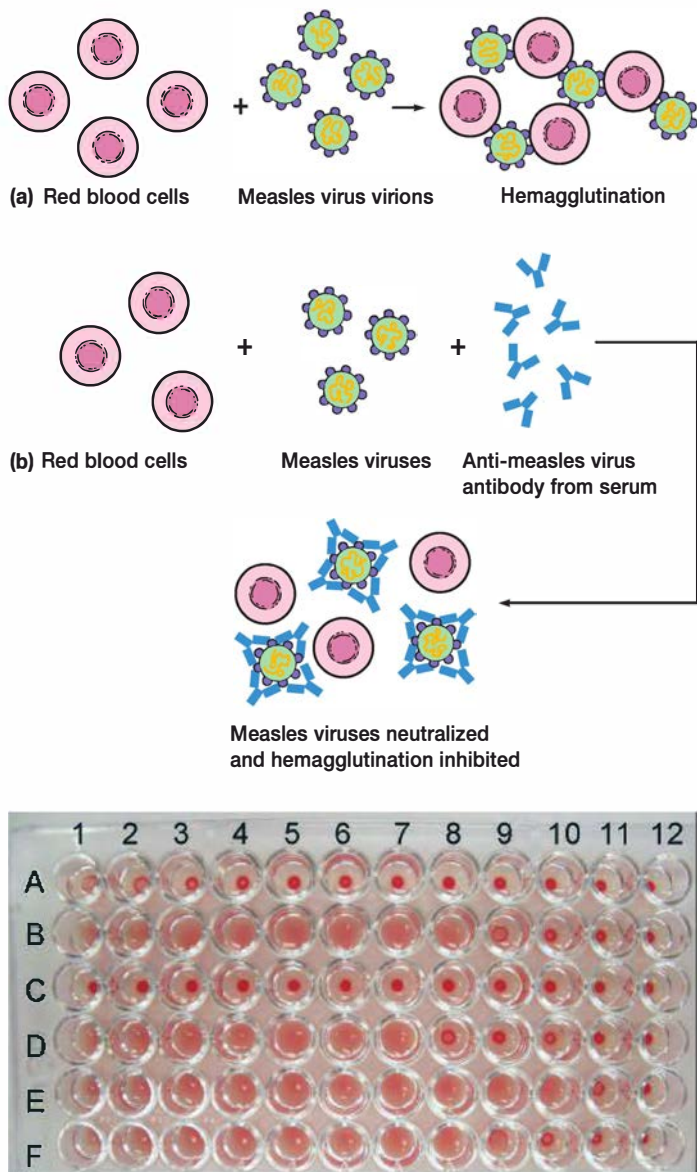 (a) Red blood cells
Measles virus virions
Hemagglutination
(b) Red blood cells
Measles viruses
Anti-measles virus
antibody from serum
Measles viruses neutralized
and hemagglutination inhibited
1 2 3 4 5 6 7 8 9 10 11 12
A
B
C
D
E
F
+
→
+
+